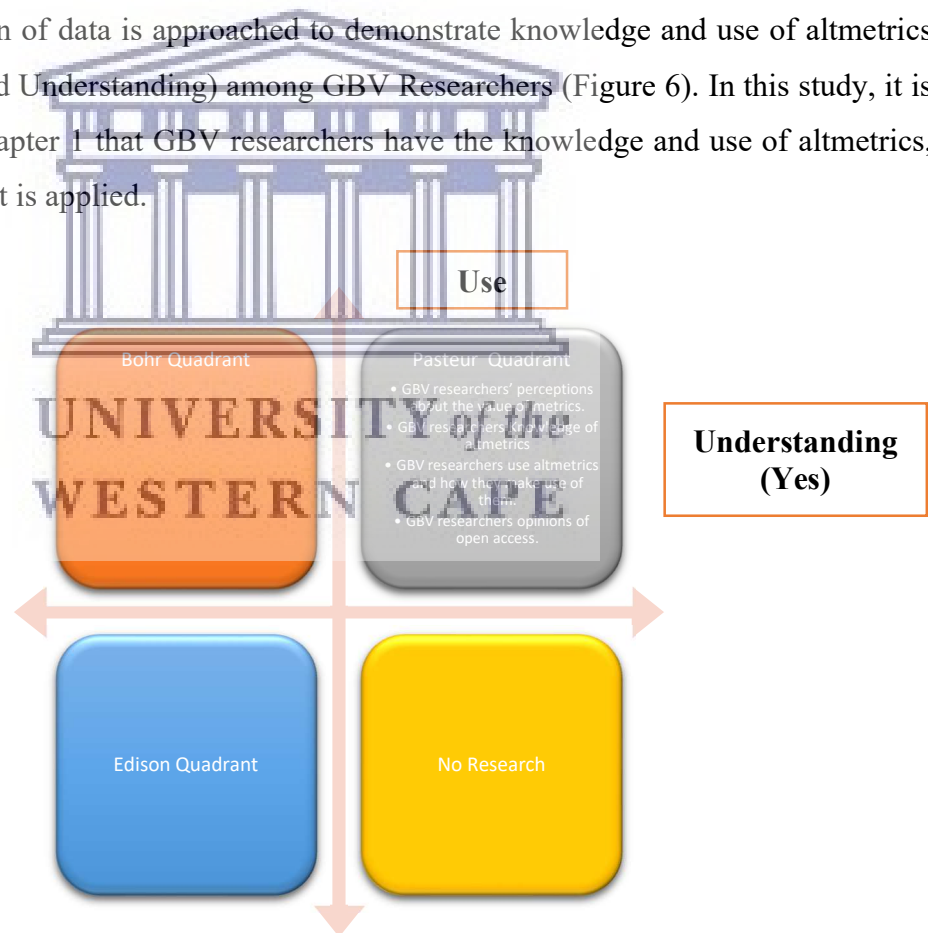 n of data is approached to demonstrate knowledge and use of altmetrics
d Understanding) among GBV Researchers (Figure 6). In this study, it is
apter 1 that GBV researchers have the knowledge and use of altmetrics,
t is applied.
Use
Bohr Quadrant
Pasteur Quadrant
• GBV researchers’ perceptions
about the value of metrics.
• GBV researchers knowledge of
altmetrics
• GBV researchers use altmetrics
and how they make use of
them.
• GBV researchers opinions of
open access.
UNIVERSITY of the
WESTERN CAPE
Understanding
(Yes)
Edison Quadrant
No Research